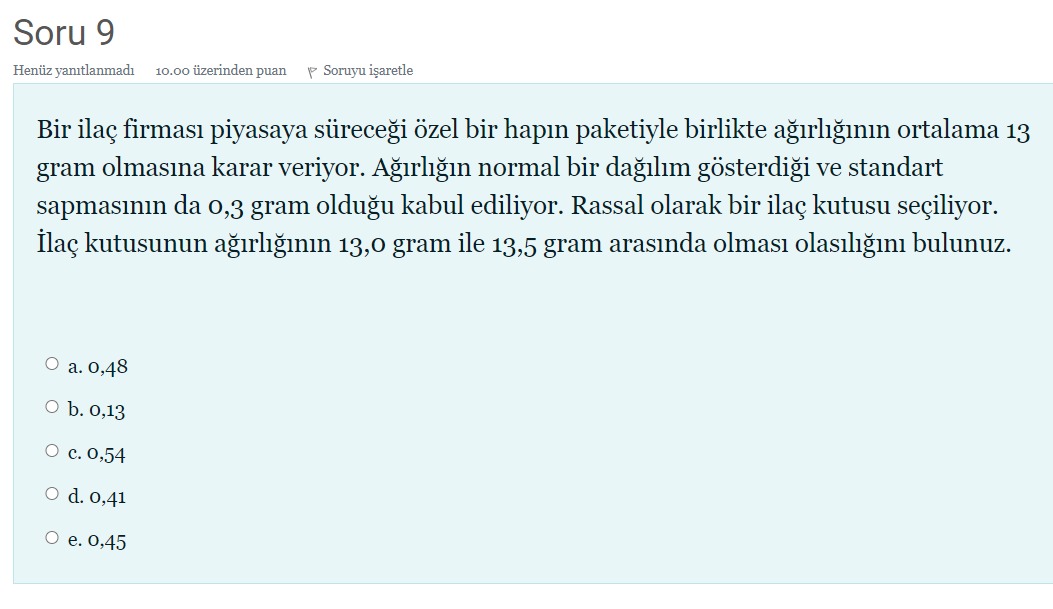 Soru 9
Henüz yanıtlanmadı 10.00 üzerinden puan Soruyu işaretle
Bir ilaç firması piyasaya süreceği özel bir hapın paketiyle birlikte ağırlığının ortalama 13
gram olmasına karar veriyor. Ağırlığın normal bir dağılım gösterdiği ve standart
sapmasının da 0,3 gram olduğu kabul ediliyor. Rassal olarak bir ilaç kutusu seçiliyor.
İlaç kutusunun ağırlığının 13,0 gram ile 13,5 gram arasında olması olasılığını bulunuz.
a. 0,48
b. 0,13
c. 0,54
d. 0,41
e. 0,45